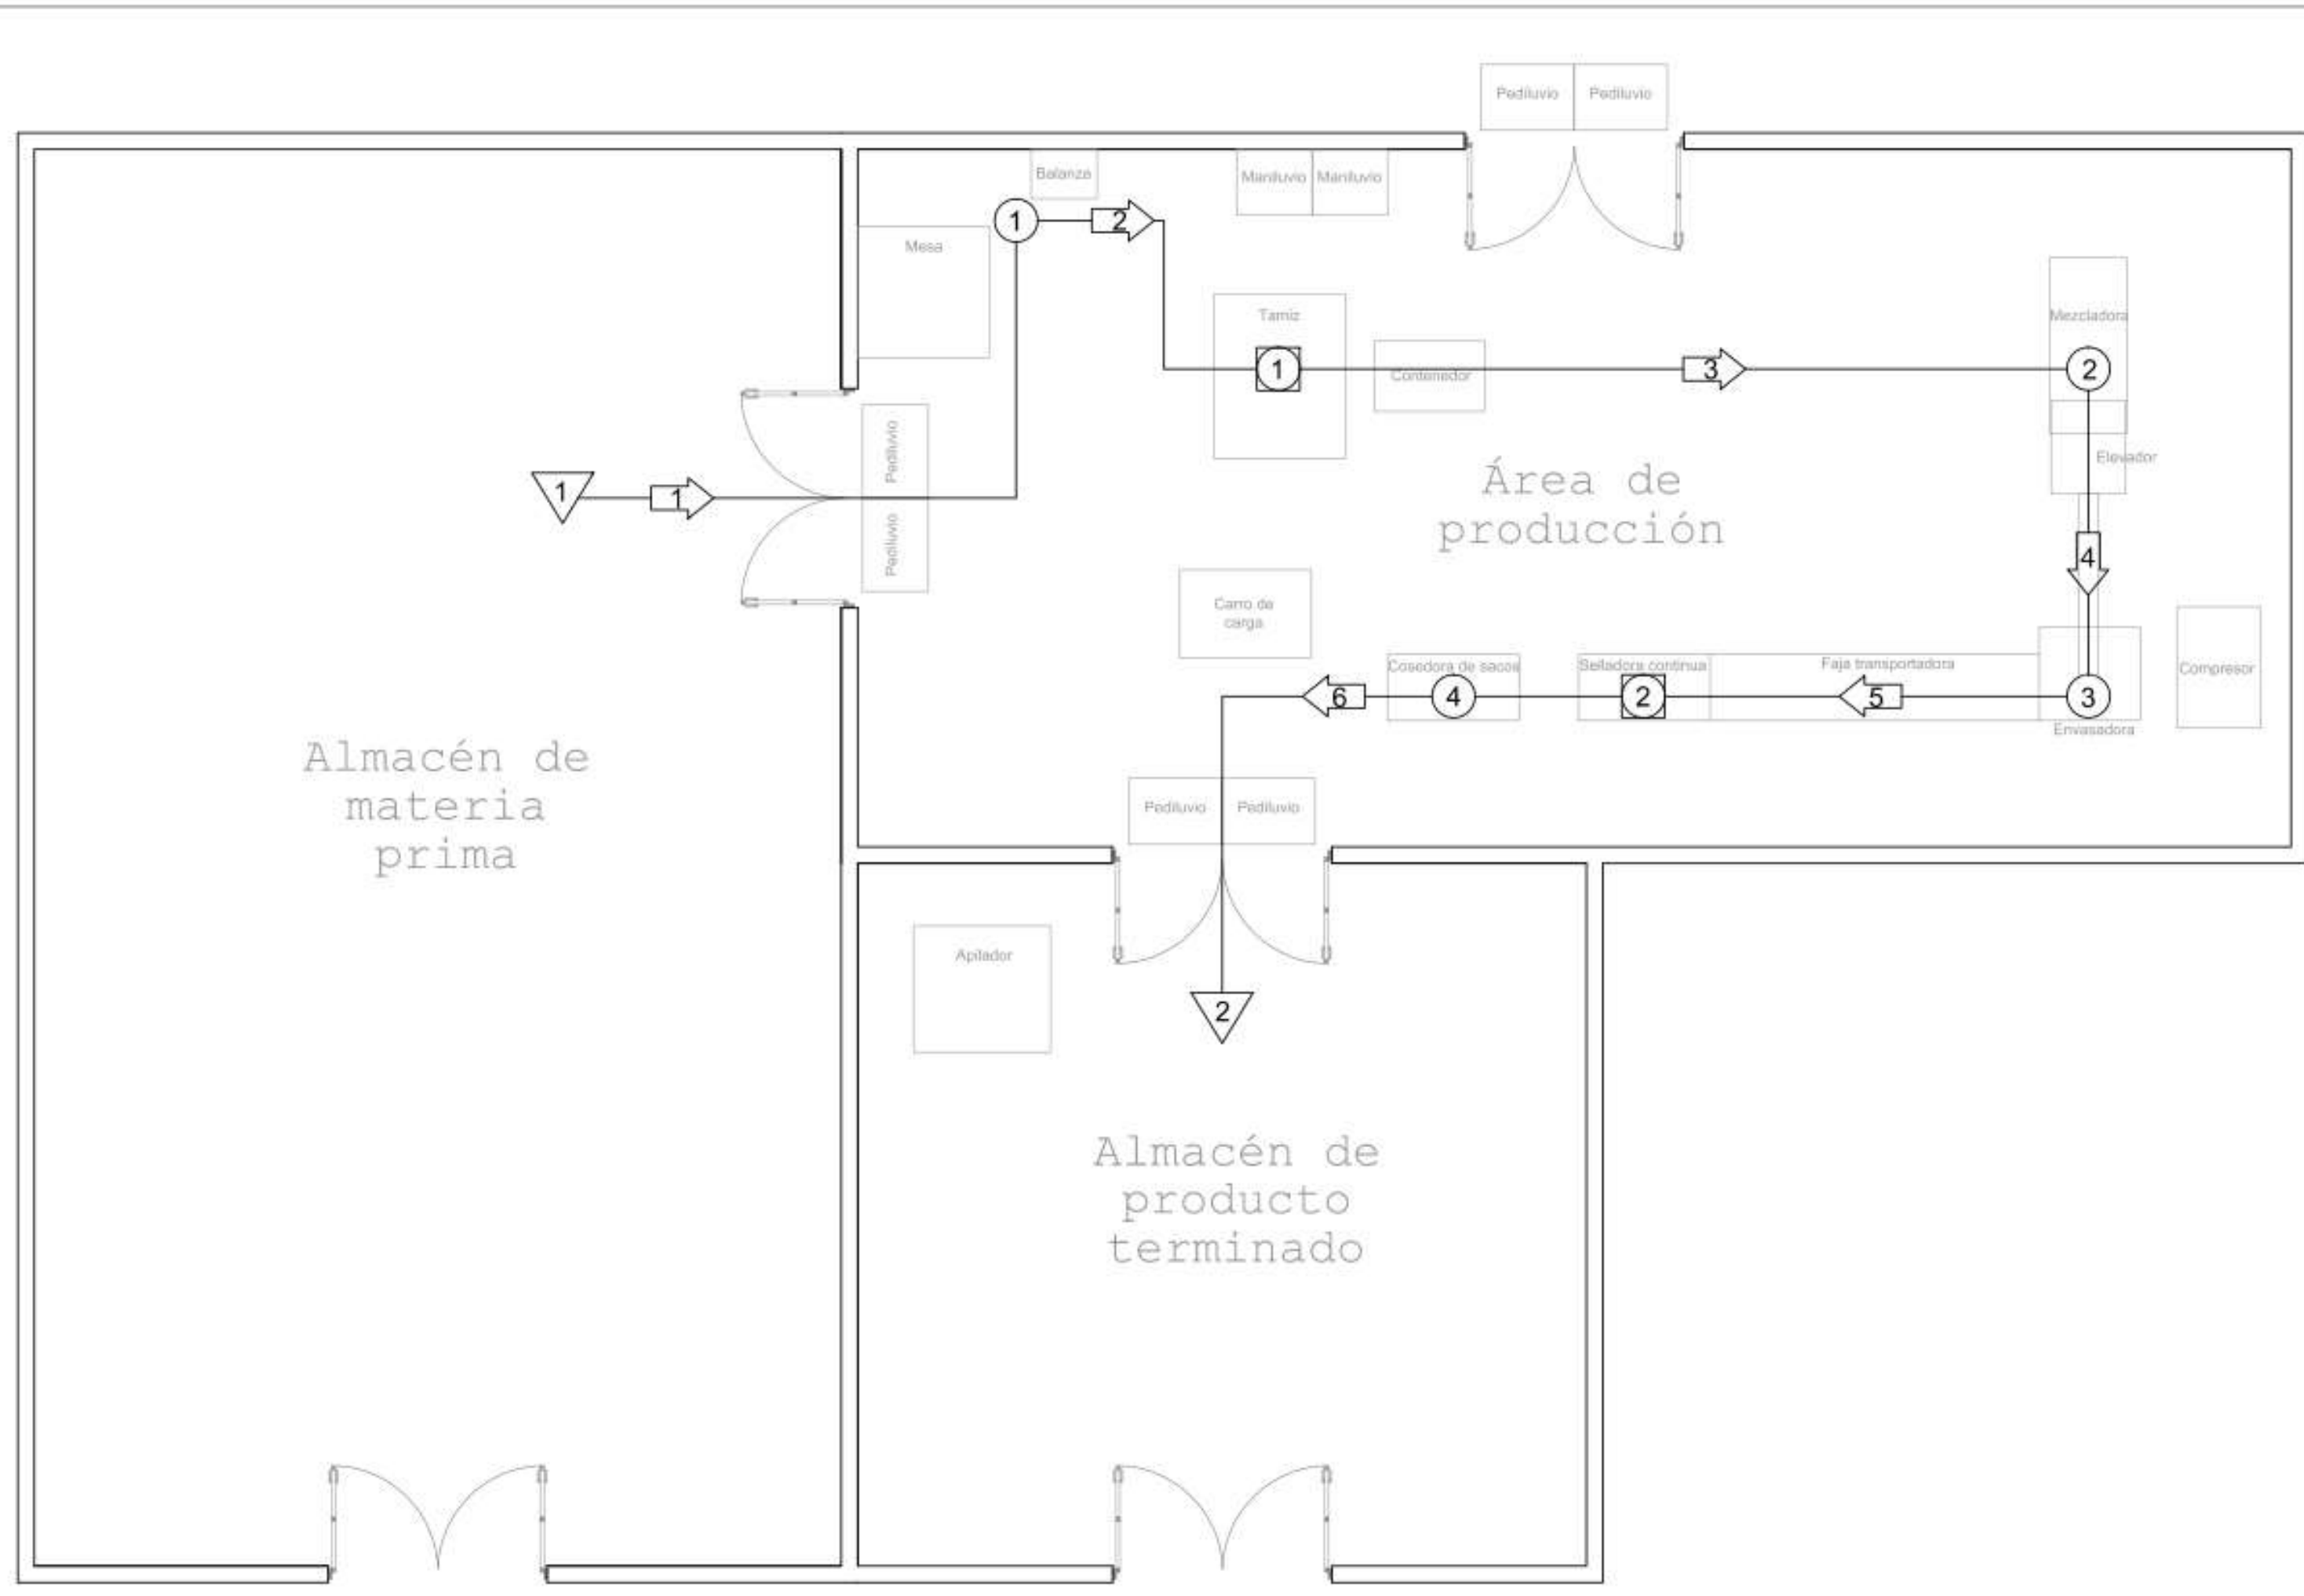 Pediluvio Pediluvio
Balanza
Maniluvio Maniluvio
1
2
Mesa
Tamiz
Mezcladora
1
3
2
Contenedor
Pediluvio
Elevador
Área de
producción
1
1
Pediluvio
4
Carro de
carga
Cosedora de sacos
Selladora continua
Faja transportadora
Compresor
6
4
2
5
3
Envasadora
Almacén de
materia
prima
Pediluvio Pediluvio
Apilador
2
Almacén de
producto
terminado